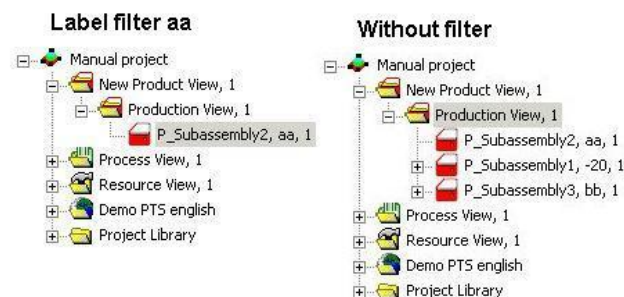 Label filter aa
Manual project
New Product View, 1
Production View, 1
P_Subassembly2, aa, 1
Process View, 1
Resource View, 1
Demo PTS english
Project Library
Without filter
Manual project
New Product View, 1
Production View, 1
P_Subassembly2, aa, 1
P_Subassembly1, -20, 1
P_Subassembly3, bb, 1
Process View, 1
Resource View, 1
Demo PTS english
Project Library